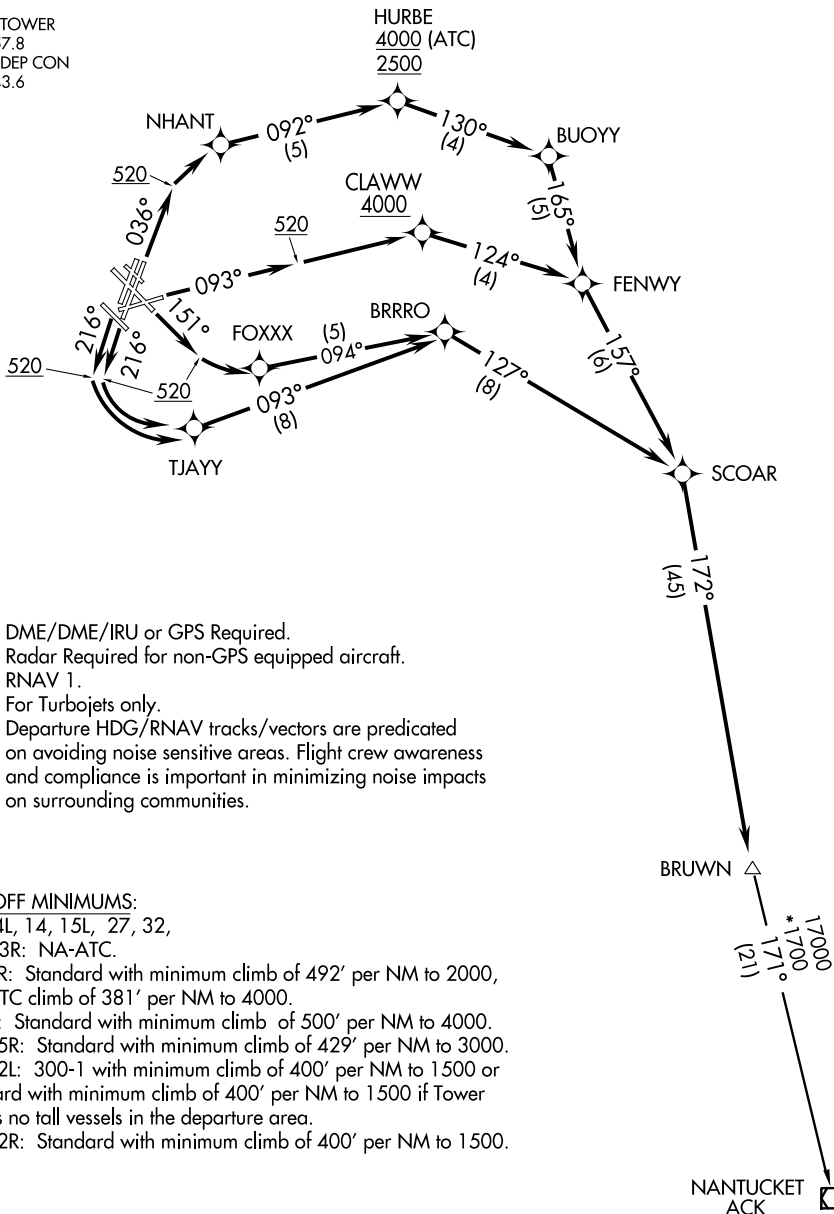 TOWER
DEP CON
HURBE
4000 (ATC)
2500
NHANT
092°
(5)
130°
(4)
BUOYY
520
036°
CLAWW
4000
165°
(5)
520
093°
124°
(4)
FENWY
151°
216°
216°
FOXXX
(5)
094°
BRRRO
157°
(6)
520
520
093°
(8)
127°
(8)
TJAYY
SCOAR
172°
(45)
DME/DME/IRU or GPS Required.
Radar Required for non-GPS equipped aircraft.
RNAV 1.
For Turbojets only.
Departure HDG/RNAV tracks/vectors are predicated
on avoiding noise sensitive areas. Flight crew awareness
and compliance is important in minimizing noise impacts
on surrounding communities.
BRUWN
17000
*1700
171°
(21)
OFF MINIMUMS:
4L, 14, 15L, 27, 32,
3R: NA-ATC.
R: Standard with minimum climb of 492' per NM to 2000,
TC climb of 381' per NM to 4000.
: Standard with minimum climb of 500' per NM to 4000.
5R: Standard with minimum climb of 429' per NM to 3000.
2L: 300-1 with minimum climb of 400' per NM to 1500 or
ard with minimum climb of 400' per NM to 1500 if Tower
s no tall vessels in the departure area.
2R: Standard with minimum climb of 400' per NM to 1500.
NANTUCKET
ACK